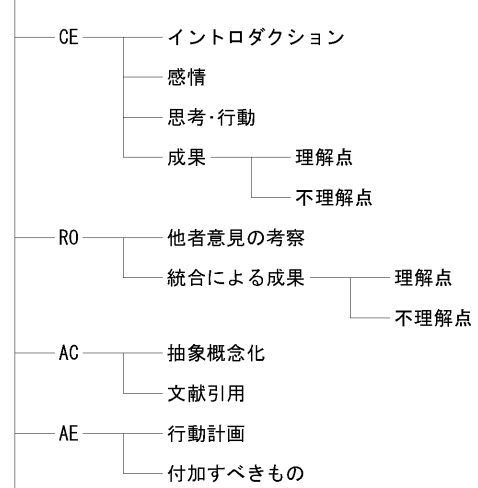 CE イントロダクション
感情
思考・行動
成果 理解点
不理解点
RO 他者意見の考察
統合による成果 理解点
不理解点
AC 抽象概念化
文献引用
AE 行動計画
付加すべきもの